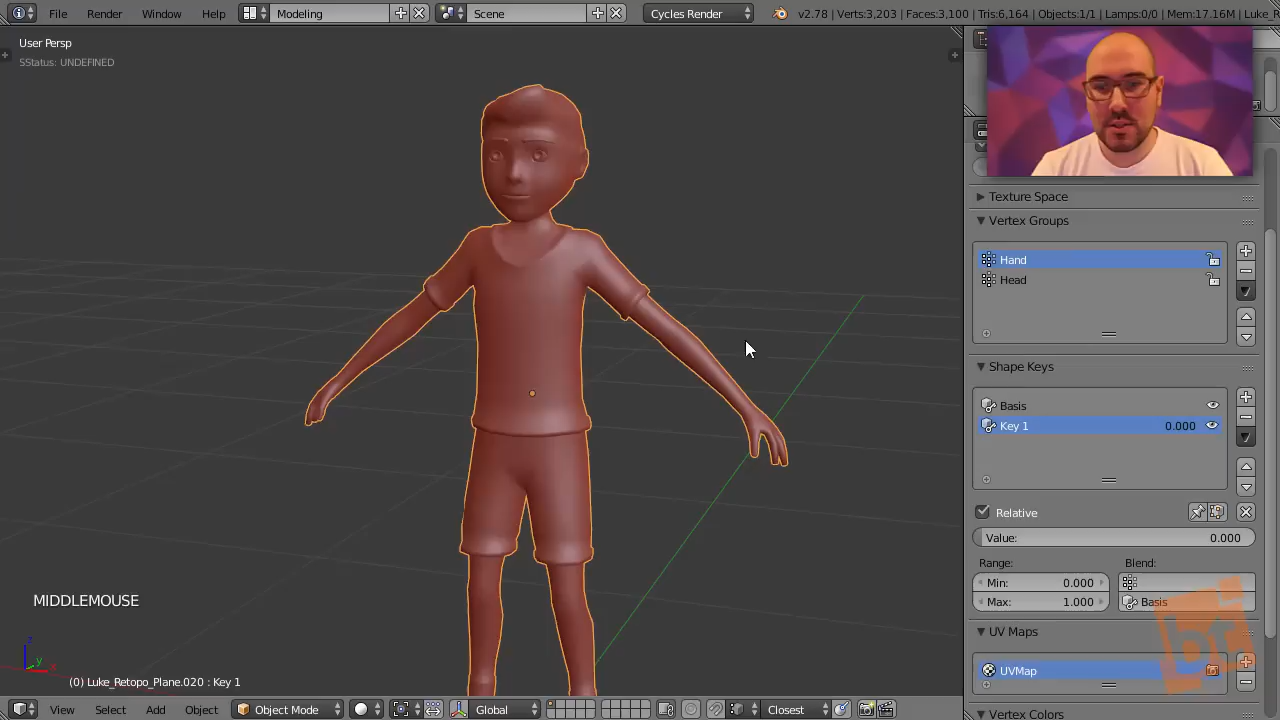 File Render Window Help Modeling Scene Cycles Render v2.78 | Verts:3,203 | Faces:3,100 | Tris:6,164 | Objects:1/1 | Lamps:0/0 | Mem:17.16M | Luke_R
User Persp
SStatus: UNDEFINED
Texture Space
Vertex Groups
Hand
Head
Shape Keys
Basis
Key 1 0.000
Relative
Value: 0.000
Range: Blend:
Min: 0.000
Max: 1.000 Basis
UV Maps
UVMap
Vertex Colors
MIDDLEMOUSE
z
y
x
(0) Luke_Retopo_Plane.020 : Key 1
View Select Add Object Object Mode Global Closest
bt